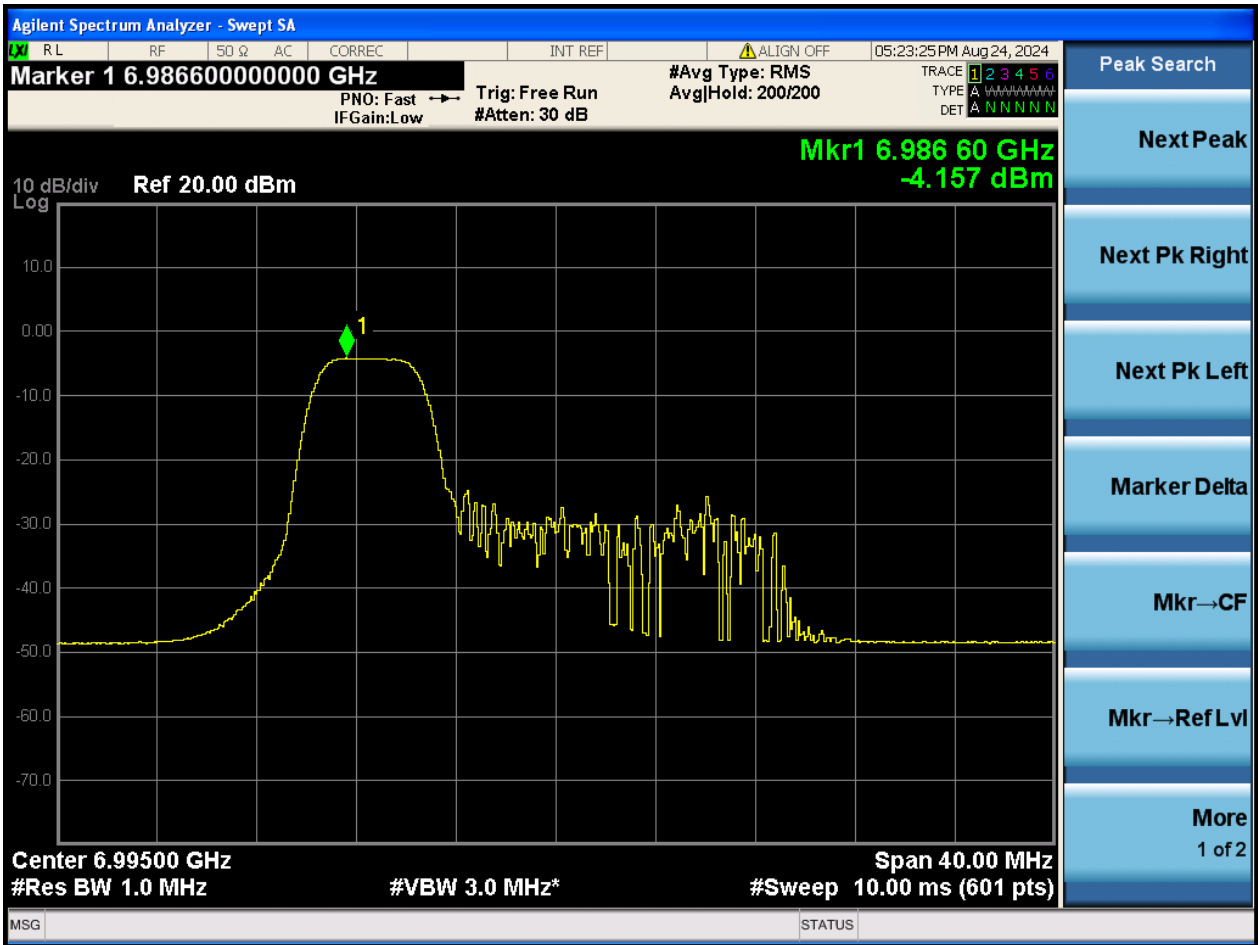 Agilent Spectrum Analyzer - Swept SA
LXI RL RF 50 Ω AC CORREC INT REF ALIGN OFF 05:23:25 PM Aug 24, 2024
Marker 1 6.986600000000 GHz
PNO: Fast
IFGain:Low
Trig: Free Run
#Atten: 30 dB
#Avg Type: RMS
Avg|Hold: 200/200
TRACE 1 2 3 4 5 6
TYPE A WWWWW
DET A N N N N N
Mkr1 6.986 60 GHz
-4.157 dBm
10 dB/div Ref 20.00 dBm
Log
10.0
0.00
-10.0
-20.0
-30.0
-40.0
-50.0
-60.0
-70.0
1
Center 6.99500 GHz Span 40.00 MHz
#Res BW 1.0 MHz #VBW 3.0 MHz* #Sweep 10.00 ms (601 pts)
MSG STATUS
Peak Search
Next Peak
Next Pk Right
Next Pk Left
Marker Delta
Mkr→CF
Mkr→Ref Lvl
More
1 of 2